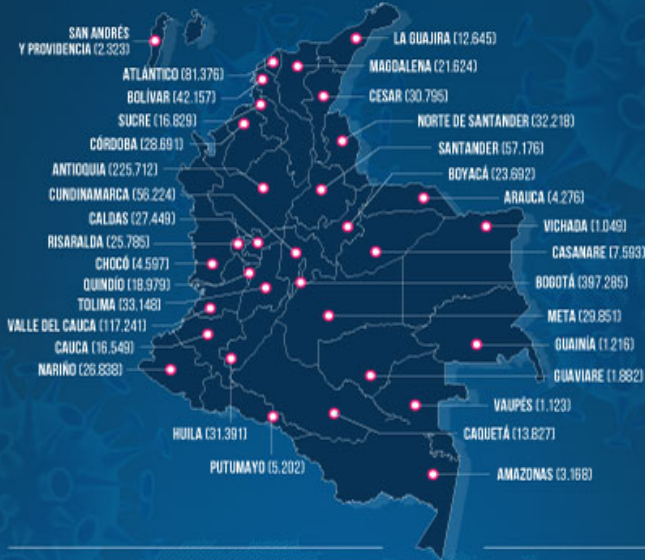 SAN ANDRÉS
Y PROVIDENCIA (2.323)
ATLÁNTICO (81.376)
BOLÍVAR (42.157)
SUCRE (16.829)
CÓRDOBA (28.691)
ANTIOQUIA (225.712)
CUNDINAMARCA (56.224)
CALDAS (27.449)
RISARALDA (25.785)
CHOCÓ (4.597)
QUINDÍO (18.979)
TOLIMA (33.148)
VALLE DEL CAUCA (117.241)
CAUCA (16.549)
NARIÑO (26.838)
HUILA (31.391)
PUTUMAYO (5.202)
LA GUAJIRA (12.645)
MAGDALENA (21.624)
CESAR (30.795)
NORTE DE SANTANDER (32.218)
SANTANDER (57.176)
BOYACÁ (23.692)
ARAUCA (4.276)
VICHADA (1.049)
CASANARE (7.593)
BOGOTÁ (397.285)
META (29.851)
GUAINÍA (1.216)
GUAVIARE (1.882)
VAUPÉS (1.123)
CAQUETÁ (13.827)
AMAZONAS (3.168)